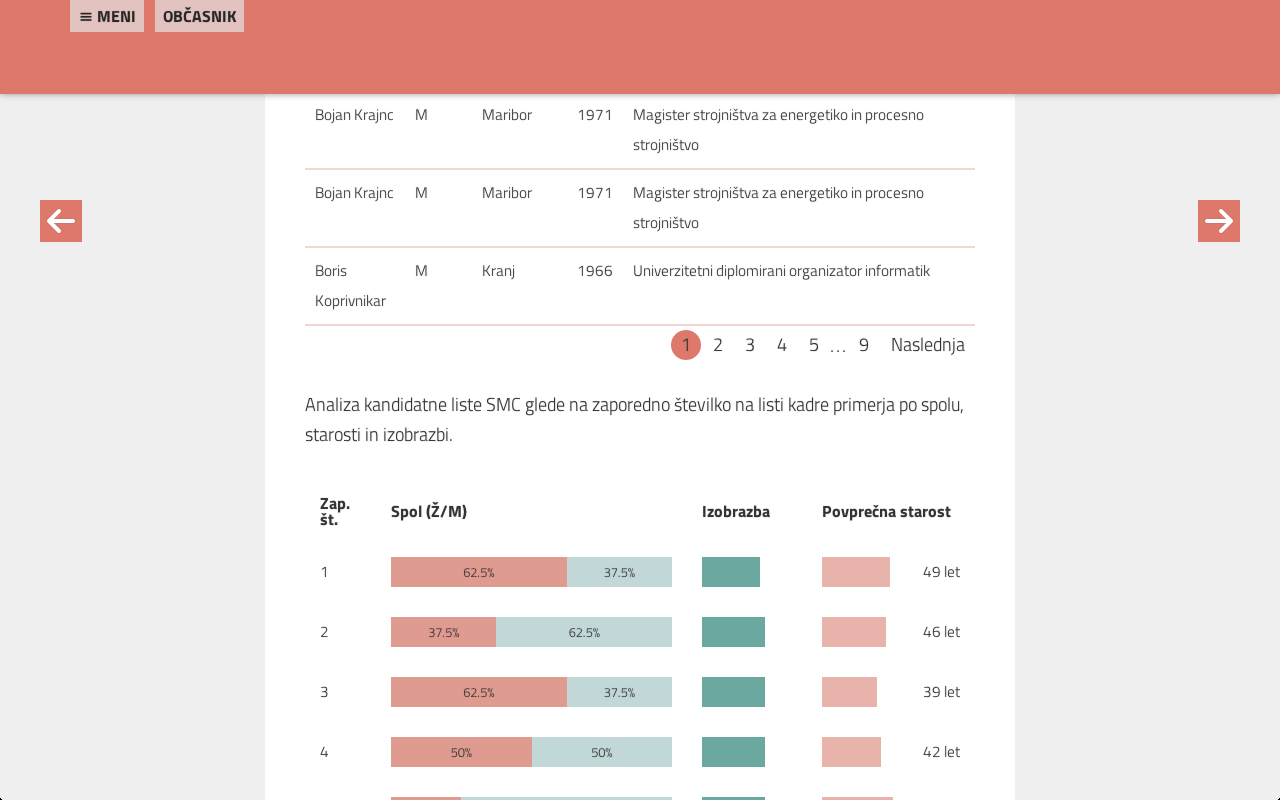 ≡ MENI OBČASNIK
Bojan Krajnc M Maribor 1971 Magister strojništva za energetiko in procesno
strojništvo
Bojan Krajnc M Maribor 1971 Magister strojništva za energetiko in procesno
strojništvo
Boris M Kranj 1966 Univerzitetni diplomirani organizator informatik
Koprivnikar
1 2 3 4 5 … 9 Naslednja
Analiza kandidatne liste SMC glede na zaporedno številko na listi kadre primerja po spolu,
starosti in izobrazbi.
Zap.
št. Spol (Ž/M) Izobrazba Povprečna starost
1 62.5% 37.5% 49 let
2 37.5% 62.5% 46 let
3 62.5% 37.5% 39 let
4 50% 50% 42 let